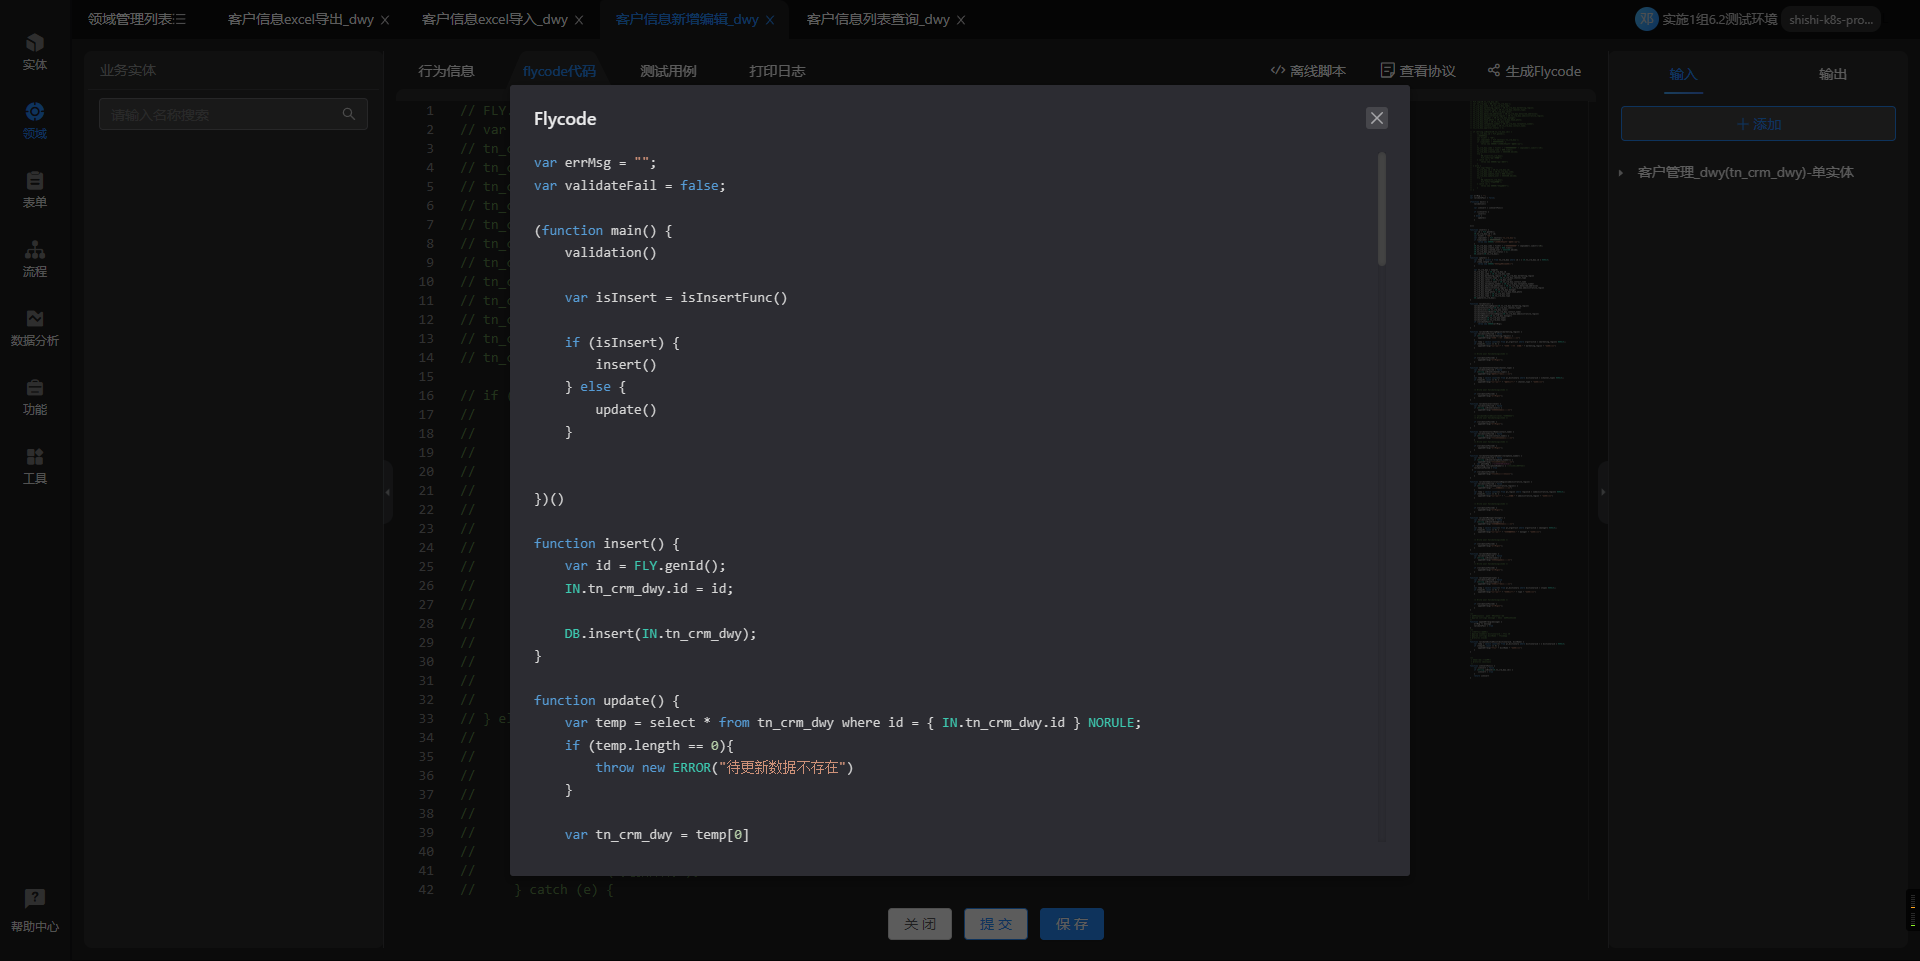 领域管理列表
客户信息excel导出_dwy
客户信息excel导入_dwy
客户信息新增编辑_dwy
客户信息列表查询_dwy
邓
实施1组6.2测试环境
shishi-k8s-pro...
实体
领域
表单
流程
数据分析
功能
工具
帮助中心
业务实体
请输入名称搜索
行为信息
flycode代码
测试用例
打印日志
离线脚本
查看协议
生成Flycode
输入
输出
添加
客户管理_dwy(tn_crm_dwy)-单实体
1 // FLY
2 // var
3 // tn_c
4 // tn_c
5 // tn_c
6 // tn_c
7 // tn_c
8 // tn_c
9 // tn_c
10 // tn_c
11 // tn_c
12 // tn_c
13 // tn_c
14 // tn_c
15
16 // if
17 //
18 //
19 //
20 //
21 //
22 //
23 //
24 //
25 //
26 //
27 //
28 //
29 //
30 //
31 //
32 //
33 // } el
34 //
35 //
36 //
37 //
38 //
39 //
40 //
41 //
42 // } catch (e) {
Flycode
var errMsg = "";
var validateFail = false;
(function main() {
validation()
var isInsert = isInsertFunc()
if (isInsert) {
insert()
} else {
update()
}
})()
function insert() {
var id = FLY.genId();
IN.tn_crm_dwy.id = id;
DB.insert(IN.tn_crm_dwy);
}
function update() {
var temp = select * from tn_crm_dwy where id = { IN.tn_crm_dwy.id } NORULE;
if (temp.length == 0){
throw new ERROR("待更新数据不存在")
}
var tn_crm_dwy = temp[0]
关 闭
提 交
保 存